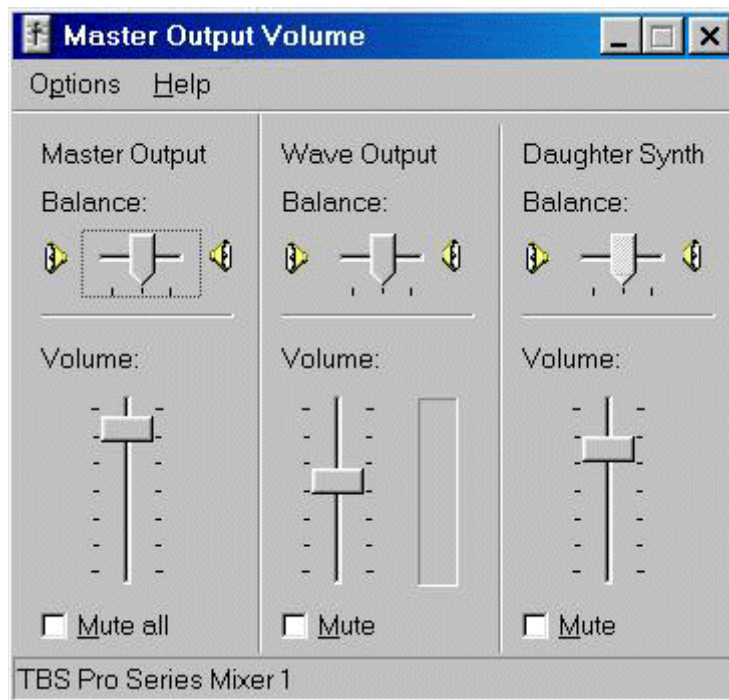 Master Output Volume
Options Help
Master Output
Balance:
Volume:
Mute all
Wave Output
Balance:
Volume:
Mute
Daughter Synth
Balance:
Volume:
Mute
TBS Pro Series Mixer 1